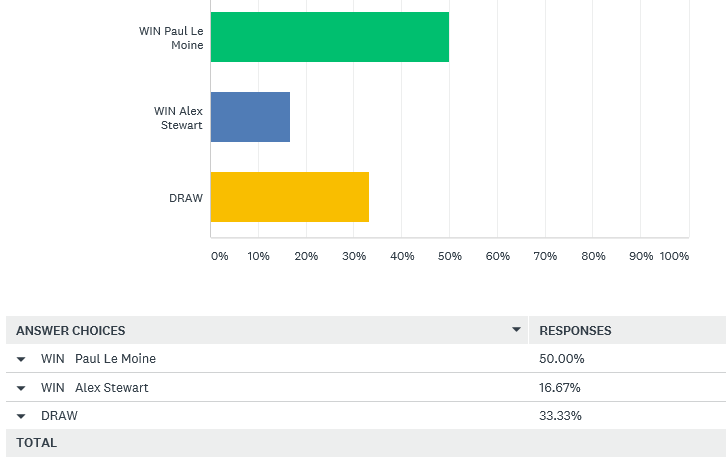 WIN Paul Le
Moine
WIN Alex
Stewart
DRAW
0% 10% 20% 30% 40% 50% 60% 70% 80% 90% 100%
ANSWER CHOICES RESPONSES
WIN Paul Le Moine 50.00%
WIN Alex Stewart 16.67%
DRAW 33.33%
TOTAL